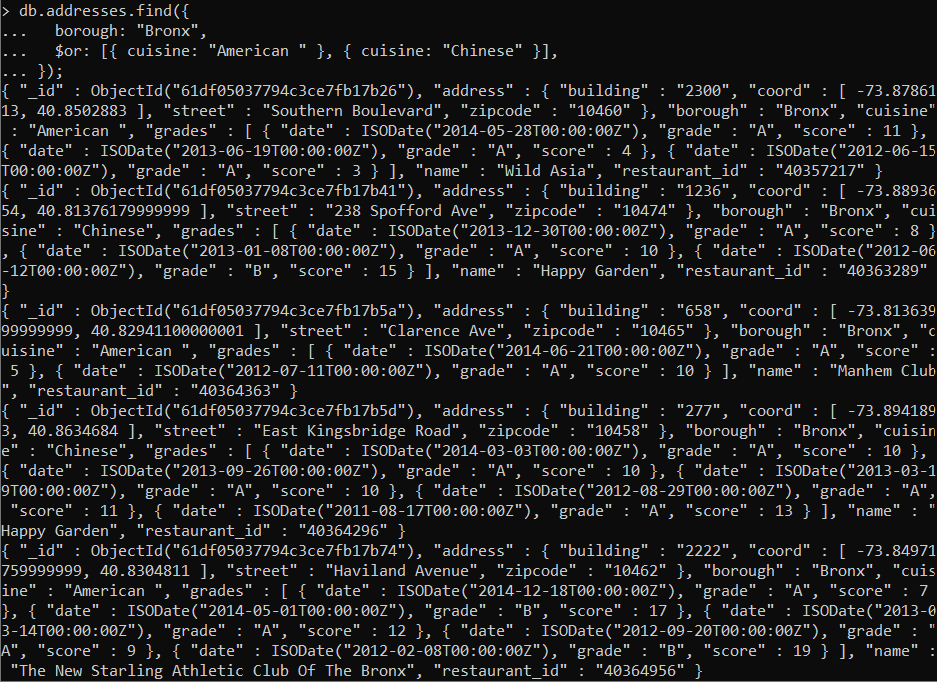 > db.addresses.find({
...   borough: "Bronx",
...   $or: [{ cuisine: "American " }, { cuisine: "Chinese" }],
... });
{ "_id" : ObjectId("61df05037794c3ce7fb17b26"), "address" : { "building" : "2300", "coord" : [ -73.87861
13, 40.8502883 ], "street" : "Southern Boulevard", "zipcode" : "10460" }, "borough" : "Bronx", "cuisine"
 : "American ", "grades" : [ { "date" : ISODate("2014-05-28T00:00:00Z"), "grade" : "A", "score" : 11 },
{ "date" : ISODate("2013-06-19T00:00:00Z"), "grade" : "A", "score" : 4 }, { "date" : ISODate("2012-06-15
T00:00:00Z"), "grade" : "A", "score" : 3 } ], "name" : "Wild Asia", "restaurant_id" : "40357217" }
{ "_id" : ObjectId("61df05037794c3ce7fb17b41"), "address" : { "building" : "1236", "coord" : [ -73.88936
54, 40.81376179999999 ], "street" : "238 Spofford Ave", "zipcode" : "10474" }, "borough" : "Bronx", "cui
sine" : "Chinese", "grades" : [ { "date" : ISODate("2013-12-30T00:00:00Z"), "grade" : "A", "score" : 8 }
, { "date" : ISODate("2013-01-08T00:00:00Z"), "grade" : "A", "score" : 10 }, { "date" : ISODate("2012-06
-12T00:00:00Z"), "grade" : "B", "score" : 15 } ], "name" : "Happy Garden", "restaurant_id" : "40363289"
}
{ "_id" : ObjectId("61df05037794c3ce7fb17b5a"), "address" : { "building" : "658", "coord" : [ -73.813639
99999999, 40.82941100000001 ], "street" : "Clarence Ave", "zipcode" : "10465" }, "borough" : "Bronx", "c
uisine" : "American ", "grades" : [ { "date" : ISODate("2014-06-21T00:00:00Z"), "grade" : "A", "score" :
 5 }, { "date" : ISODate("2012-07-11T00:00:00Z"), "grade" : "A", "score" : 10 } ], "name" : "Manhem Club
", "restaurant_id" : "40364363" }
{ "_id" : ObjectId("61df05037794c3ce7fb17b5d"), "address" : { "building" : "277", "coord" : [ -73.894189
3, 40.8634684 ], "street" : "East Kingsbridge Road", "zipcode" : "10458" }, "borough" : "Bronx", "cuisin
e" : "Chinese", "grades" : [ { "date" : ISODate("2014-03-03T00:00:00Z"), "grade" : "A", "score" : 10 },
{ "date" : ISODate("2013-09-26T00:00:00Z"), "grade" : "A", "score" : 10 }, { "date" : ISODate("2013-03-1
9T00:00:00Z"), "grade" : "A", "score" : 10 }, { "date" : ISODate("2012-08-29T00:00:00Z"), "grade" : "A",
 "score" : 11 }, { "date" : ISODate("2011-08-17T00:00:00Z"), "grade" : "A", "score" : 13 } ], "name" : "
Happy Garden", "restaurant_id" : "40364296" }
{ "_id" : ObjectId("61df05037794c3ce7fb17b74"), "address" : { "building" : "2222", "coord" : [ -73.84971
759999999, 40.8304811 ], "street" : "Haviland Avenue", "zipcode" : "10462" }, "borough" : "Bronx", "cuis
ine" : "American ", "grades" : [ { "date" : ISODate("2014-12-18T00:00:00Z"), "grade" : "A", "score" : 7
}, { "date" : ISODate("2014-05-01T00:00:00Z"), "grade" : "B", "score" : 17 }, { "date" : ISODate("2013-0
3-14T00:00:00Z"), "grade" : "A", "score" : 12 }, { "date" : ISODate("2012-09-20T00:00:00Z"), "grade" : "
A", "score" : 9 }, { "date" : ISODate("2012-02-08T00:00:00Z"), "grade" : "B", "score" : 19 } ], "name" :
 "The New Starling Athletic Club Of The Bronx", "restaurant_id" : "40364956" }